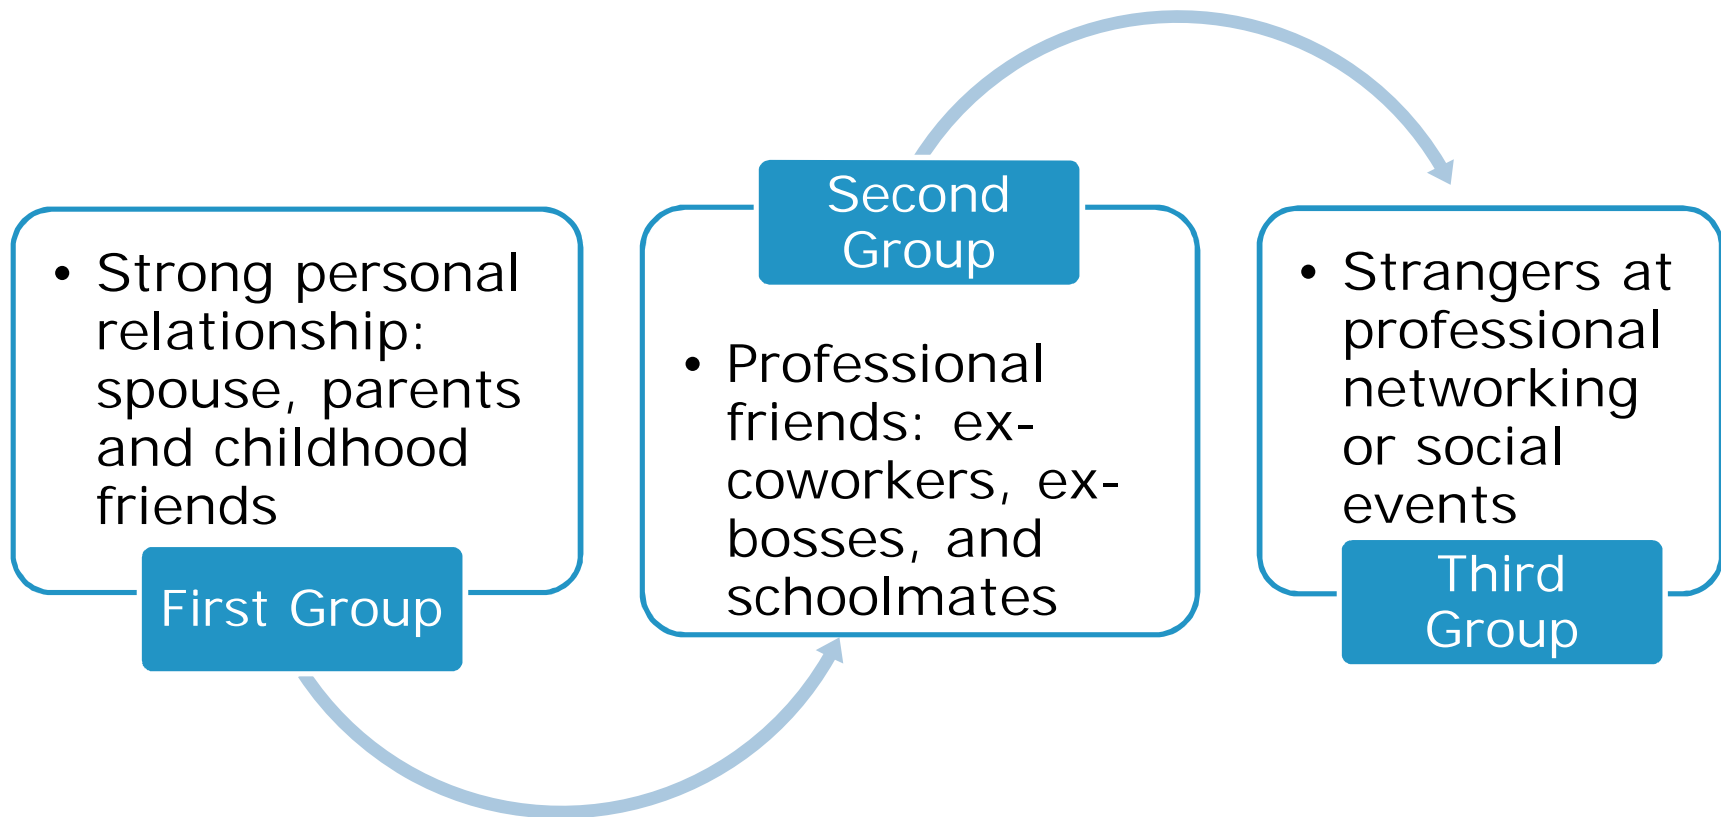 • Strong personal
relationship:
spouse, parents
and childhood
friends
First Group
Second
Group
• Professional
friends: ex-
coworkers, ex-
bosses, and
schoolmates
• Strangers at
professional
networking
or social
events
Third
Group